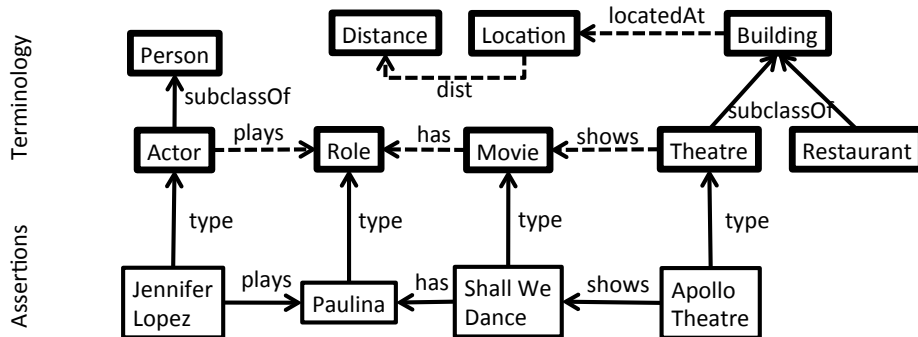 Terminology
Assertions
locatedAt
Person
Distance
Location
Building
dist
subclassOf
subclassOf
plays
has
shows
Actor
Role
Movie
Theatre
Restaurant
type
type
type
type
Jennifer
Lopez
plays
Paulina
has
Shall We
Dance
shows
Apollo
Theatre